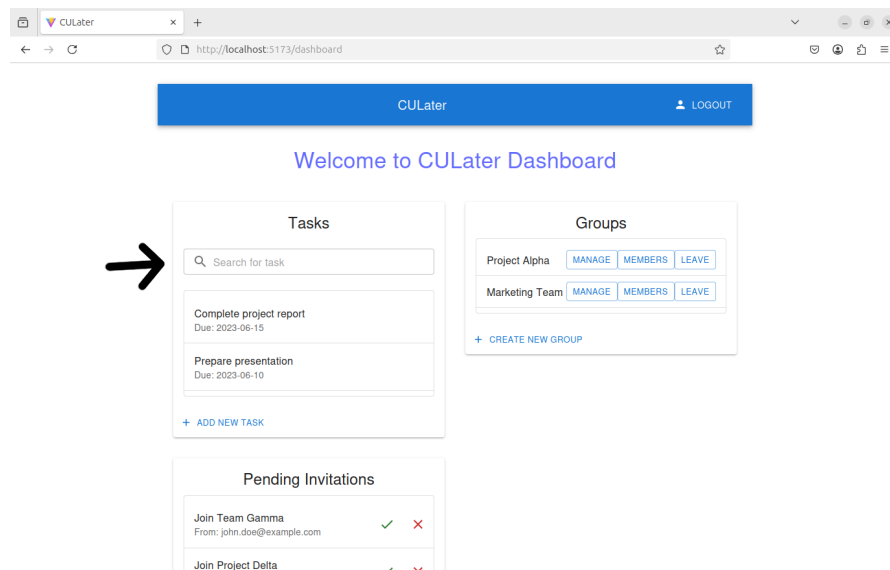 CULater
http://localhost:5173/dashboard
CULater
LOGOUT
Welcome to CULater Dashboard
Tasks
Search for task
Complete project report
Due: 2023-06-15
Prepare presentation
Due: 2023-06-10
+ ADD NEW TASK
Groups
Project Alpha MANAGE MEMBERS LEAVE
Marketing Team MANAGE MEMBERS LEAVE
+ CREATE NEW GROUP
Pending Invitations
Join Team Gamma
From: john.doe@example.com
Join Project Delta